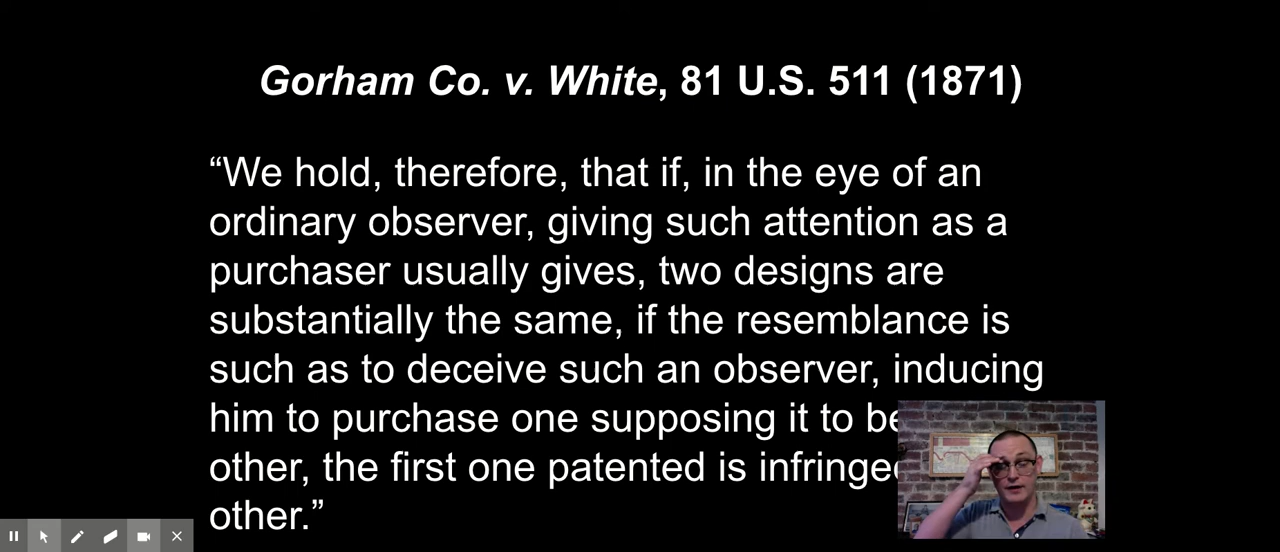 Gorham Co. v. White, 81 U.S. 511 (1871)
“We hold, therefore, that if, in the eye of an
ordinary observer, giving such attention as a
purchaser usually gives, two designs are
substantially the same, if the resemblance is
such as to deceive such an observer, inducing
him to purchase one supposing it to be
other, the first one patented is infringed
other.”